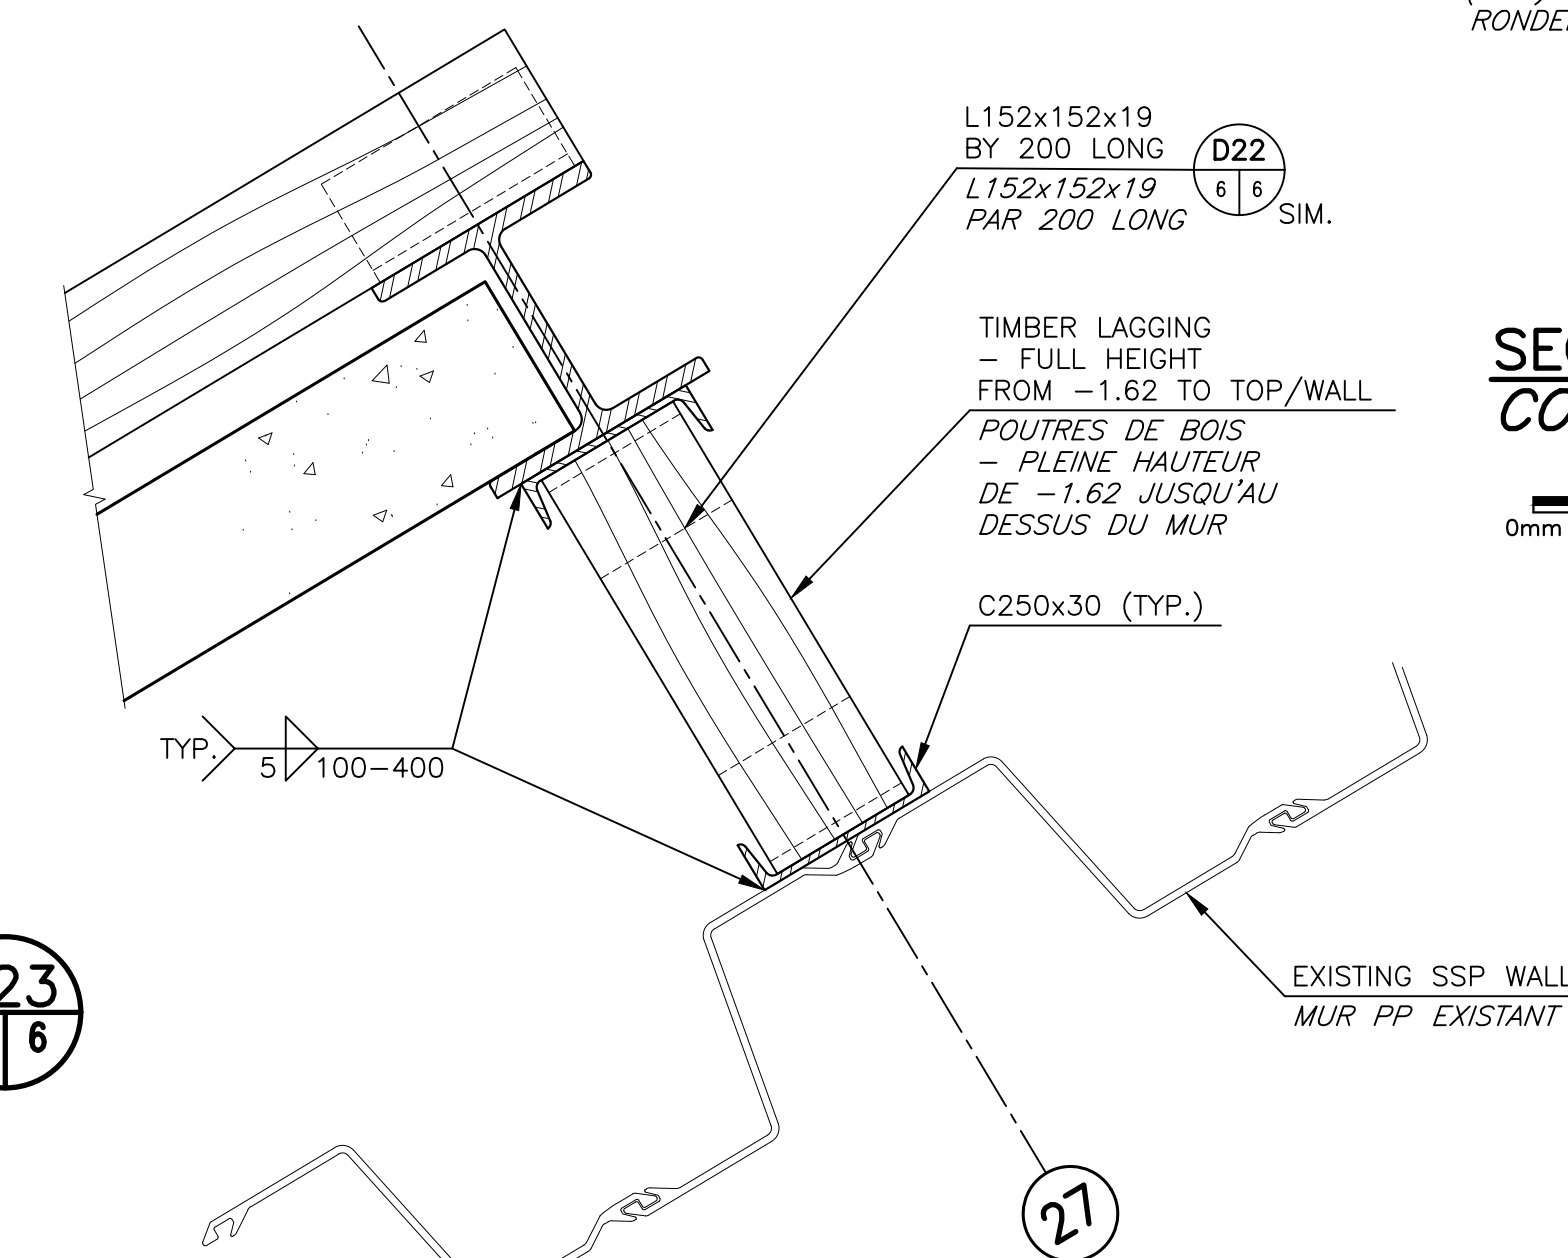 L152x152x19
BY 200 LONG
L152x152x19
PAR 200 LONG
D22
6 6
SIM.
TIMBER LAGGING
– FULL HEIGHT
FROM –1.62 TO TOP/WALL
POUTRES DE BOIS
– PLEINE HAUTEUR
DE –1.62 JUSQU'AU
DESSUS DU MUR
0mm
C250x30 (TYP.)
TYP.
5 100–400
EXISTING SSP WALL
MUR PP EXISTANT
23
6
27